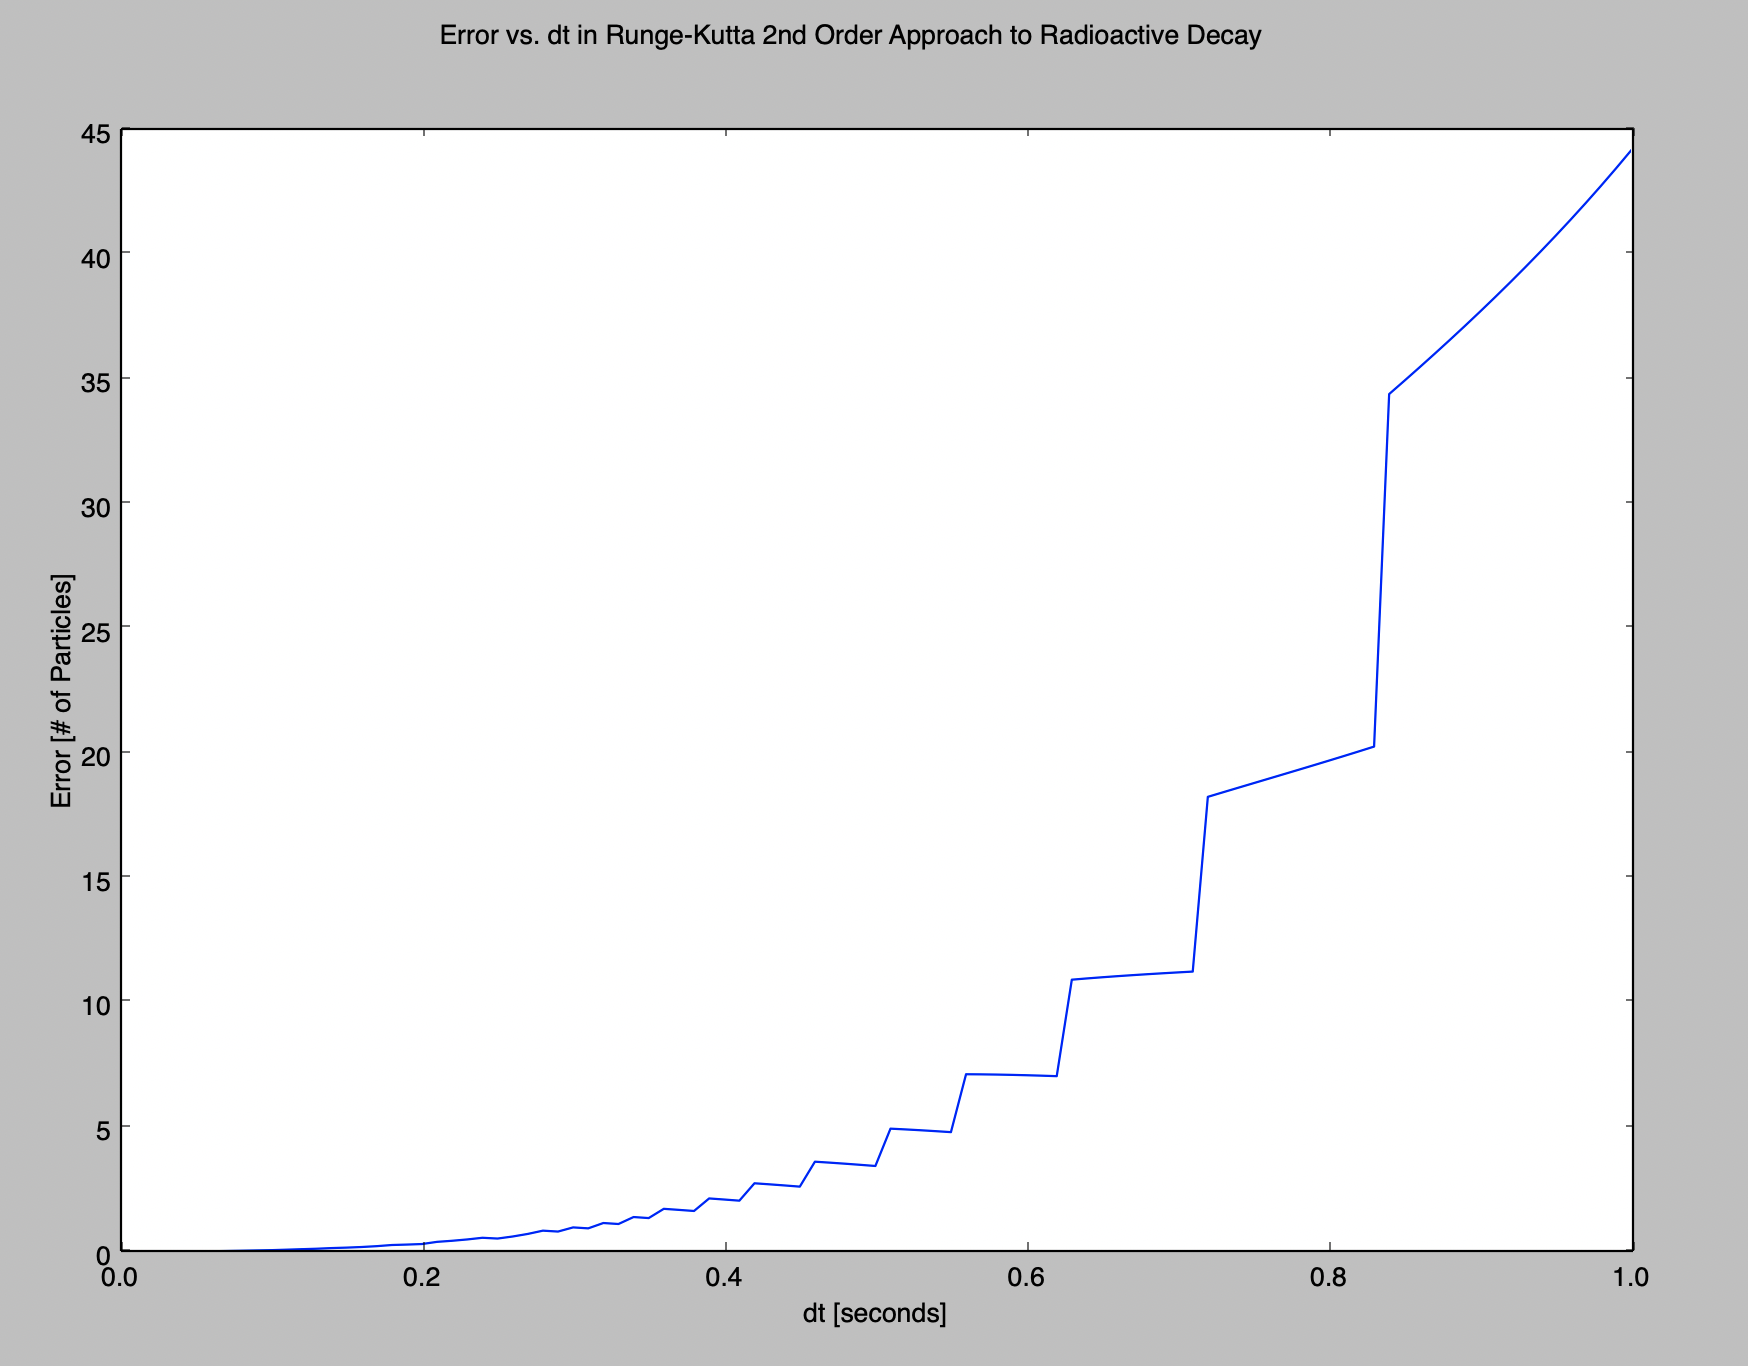 Error vs. dt in Runge-Kutta 2nd Order Approach to Radioactive Decay
45
40
35
30
25
20
15
10
5
0
Error [# of Particles]
0.0 0.2 0.4 0.6 0.8 1.0
dt [seconds]